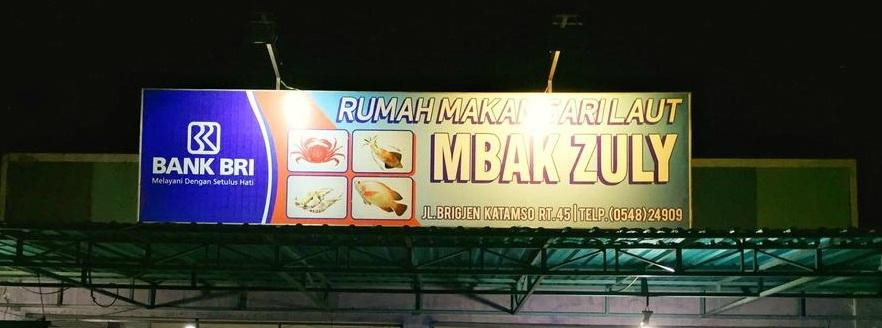 BANK BRI
Melayani Dengan Setulus Hati
RUMAH MAKAN SARI LAUT
MBAK ZULY
JL.BRIGJEN KATAMSO RT.45|TELP.(0548)24909